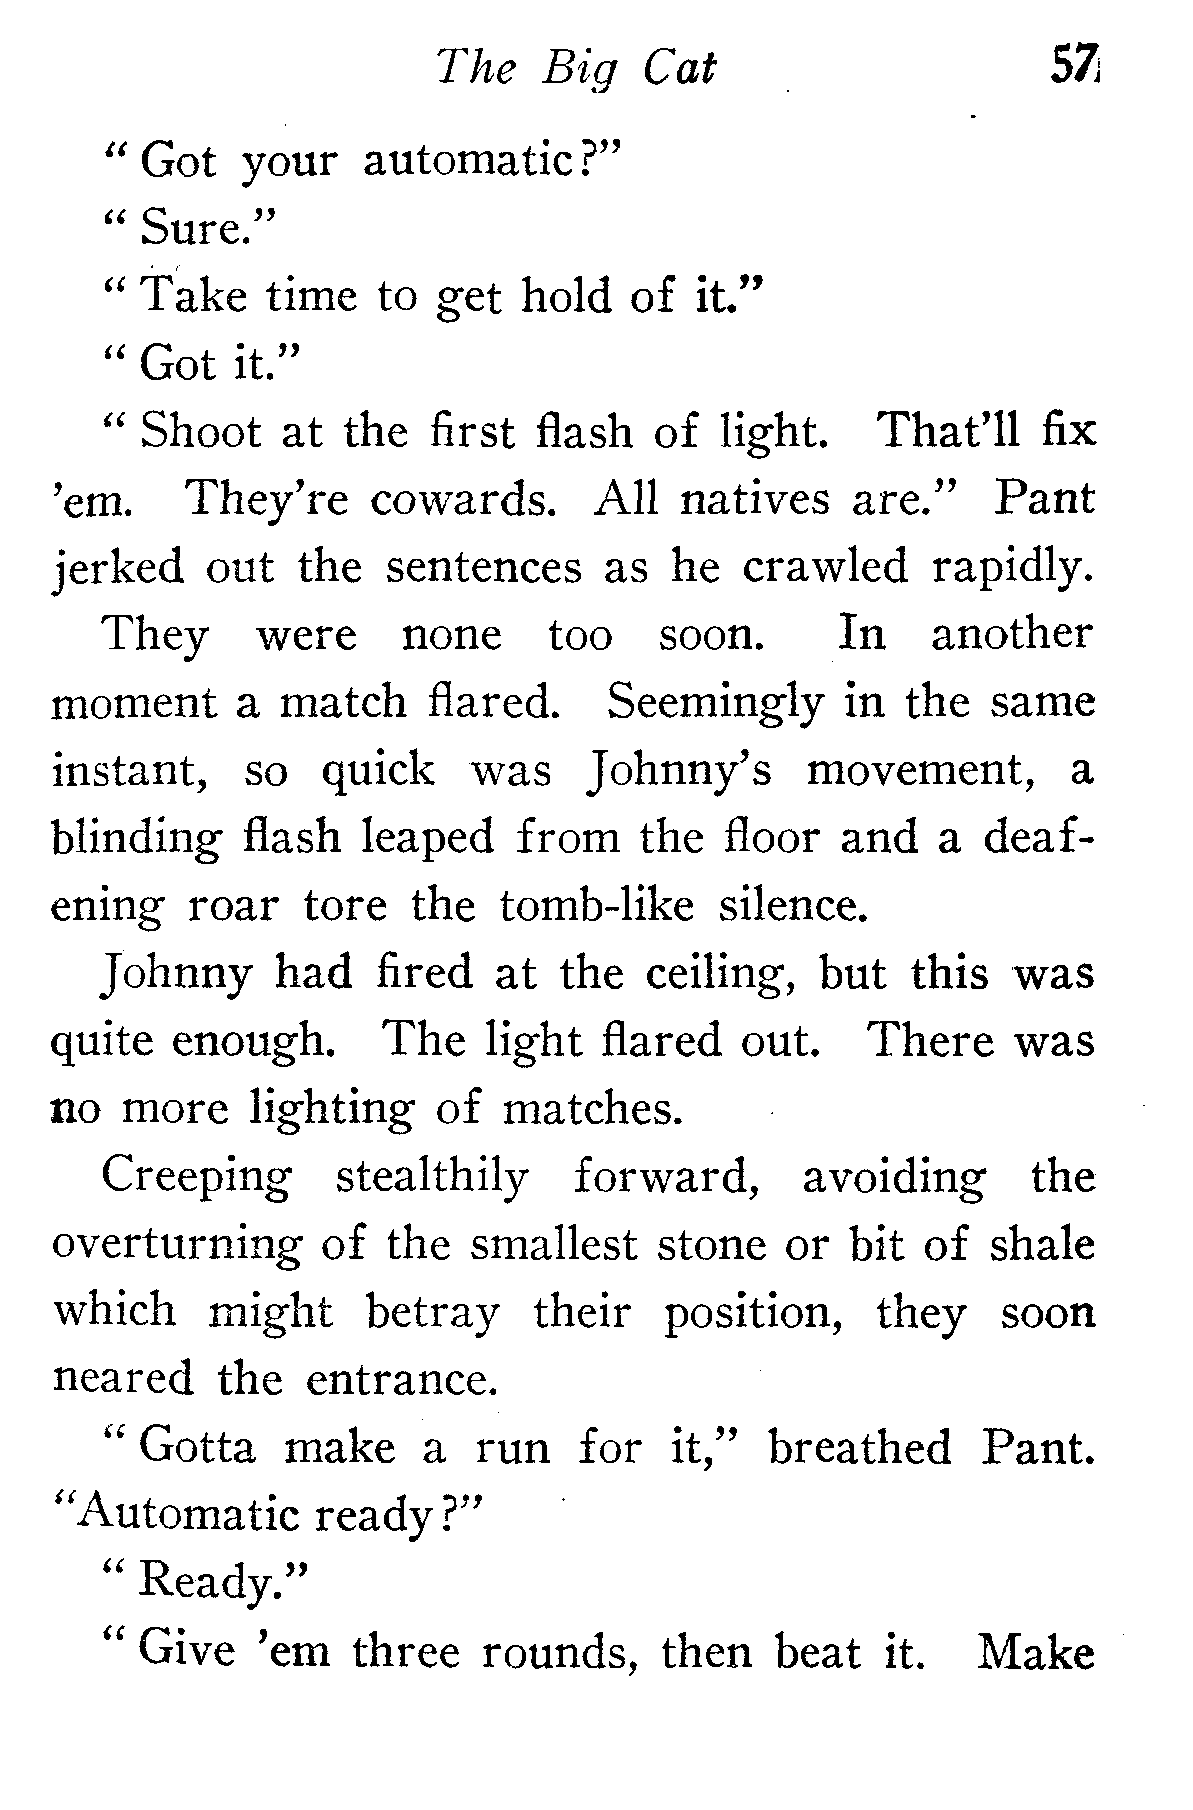 The Big Cat 57
“ Got your automatic?”
“ Sure.”
“ Take time to get hold of it.”
“ Got it.”
“ Shoot at the first flash of light. That’ll fix
’em. They’re cowards. All natives are.” Pant
jerked out the sentences as he crawled rapidly.
They were none too soon. In another
moment a match flared. Seemingly in the same
instant, so quick was Johnny’s movement, a
blinding flash leaped from the floor and a deaf-
ening roar tore the tomb-like silence.
Johnny had fired at the ceiling, but this was
quite enough. The light flared out. There was
no more lighting of matches.
Creeping stealthily forward, avoiding the
overturning of the smallest stone or bit of shale
which might betray their position, they soon
neared the entrance.
“ Gotta make a run for it,” breathed Pant.
“Automatic ready?”
“ Ready.”
“ Give ’em three rounds, then beat it. Make